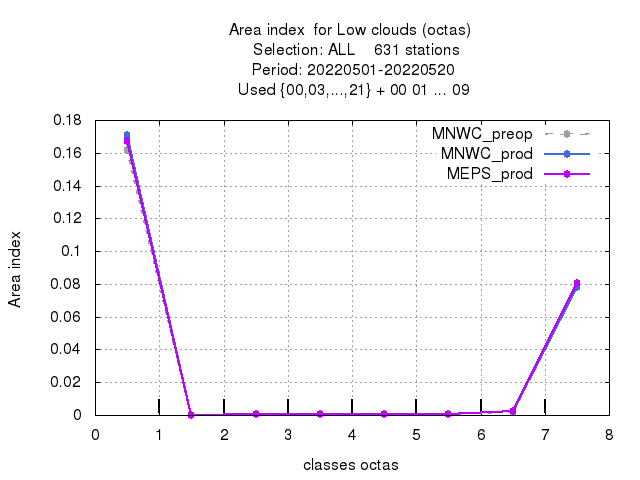 Area index  for Low clouds (octas)
Selection: ALL    631 stations
Period: 20220501-20220520
Used {00,03,...,21} + 00 01 ... 09
MNWC_preop
MNWC_prod
MEPS_prod
0.18
0.16
0.14
0.12
0.1
0.08
0.06
0.04
0.02
0
Area index
0 1 2 3 4 5 6 7 8
classes octas